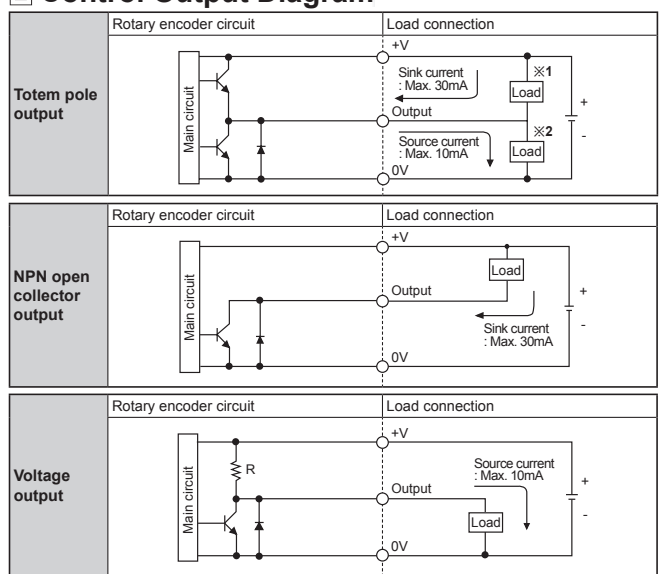 Control Output Diagram
Rotary encoder circuit
Load connection
Totem pole
output
Main circuit
+V
Sink current
: Max. 30mA
※1
Load
+
Output
※2
Source current
: Max. 10mA
Load
-
0V
Rotary encoder circuit
Load connection
NPN open
collector
output
Main circuit
+V
Load
Output
+
Sink current
: Max. 30mA
-
0V
Rotary encoder circuit
Load connection
Voltage
output
Main circuit
R
+V
Source current
: Max. 10mA
+
Output
Load
-
0V